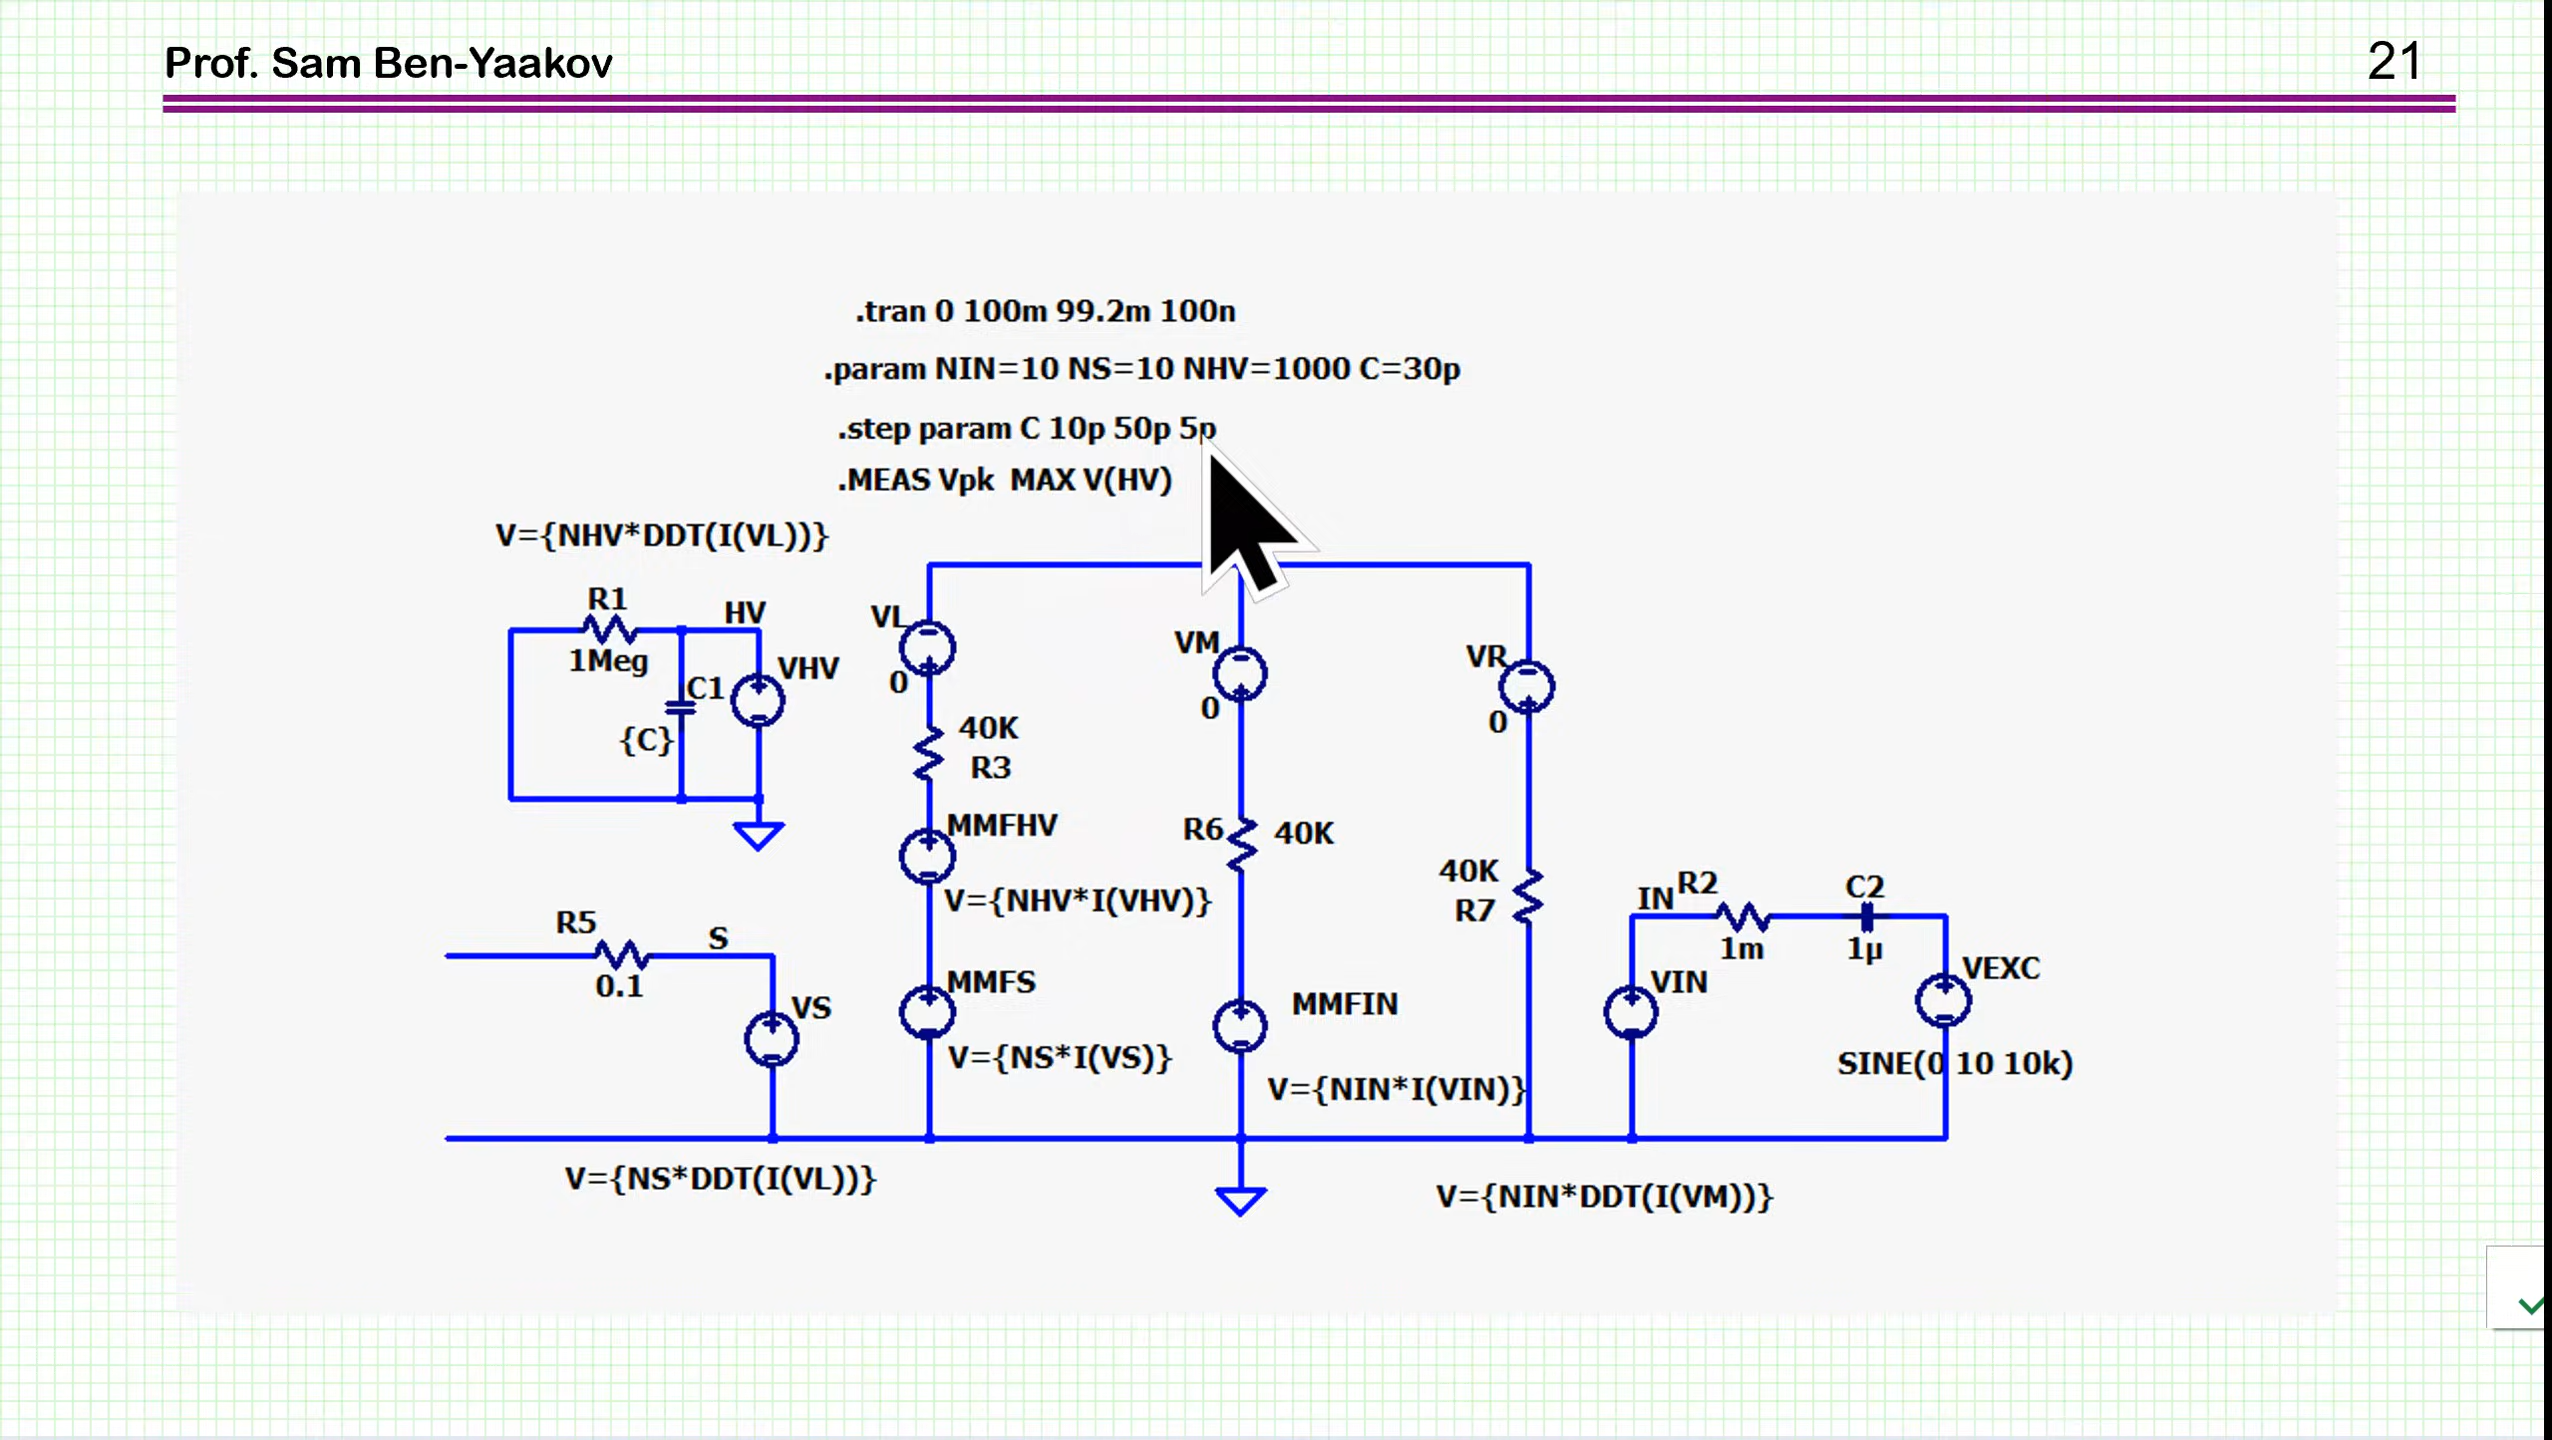 Prof. Sam Ben-Yaakov
21
.tran 0 100m 99.2m 100n
.param NIN=10 NS=10 NHV=1000 C=30p
.step param C 10p 50p 5p
.MEAS Vpk  MAX V(HV)
V={NHV*DDT(I(VL))}
R1
HV
1Meg
C1
VHV
{C}
VL
0
40K
R3
MMFHV
V={NHV*I(VHV)}
MMFS
V={NS*I(VS)}
VM
0
R6
40K
MMFIN
V={NIN*I(VIN)}
VR
0
40K
R7
R5
S
0.1
VS
V={NS*DDT(I(VL))}
IN
R2
1m
C2
1µ
VIN
VEXC
SINE(0 10 10k)
V={NIN*DDT(I(VM))}